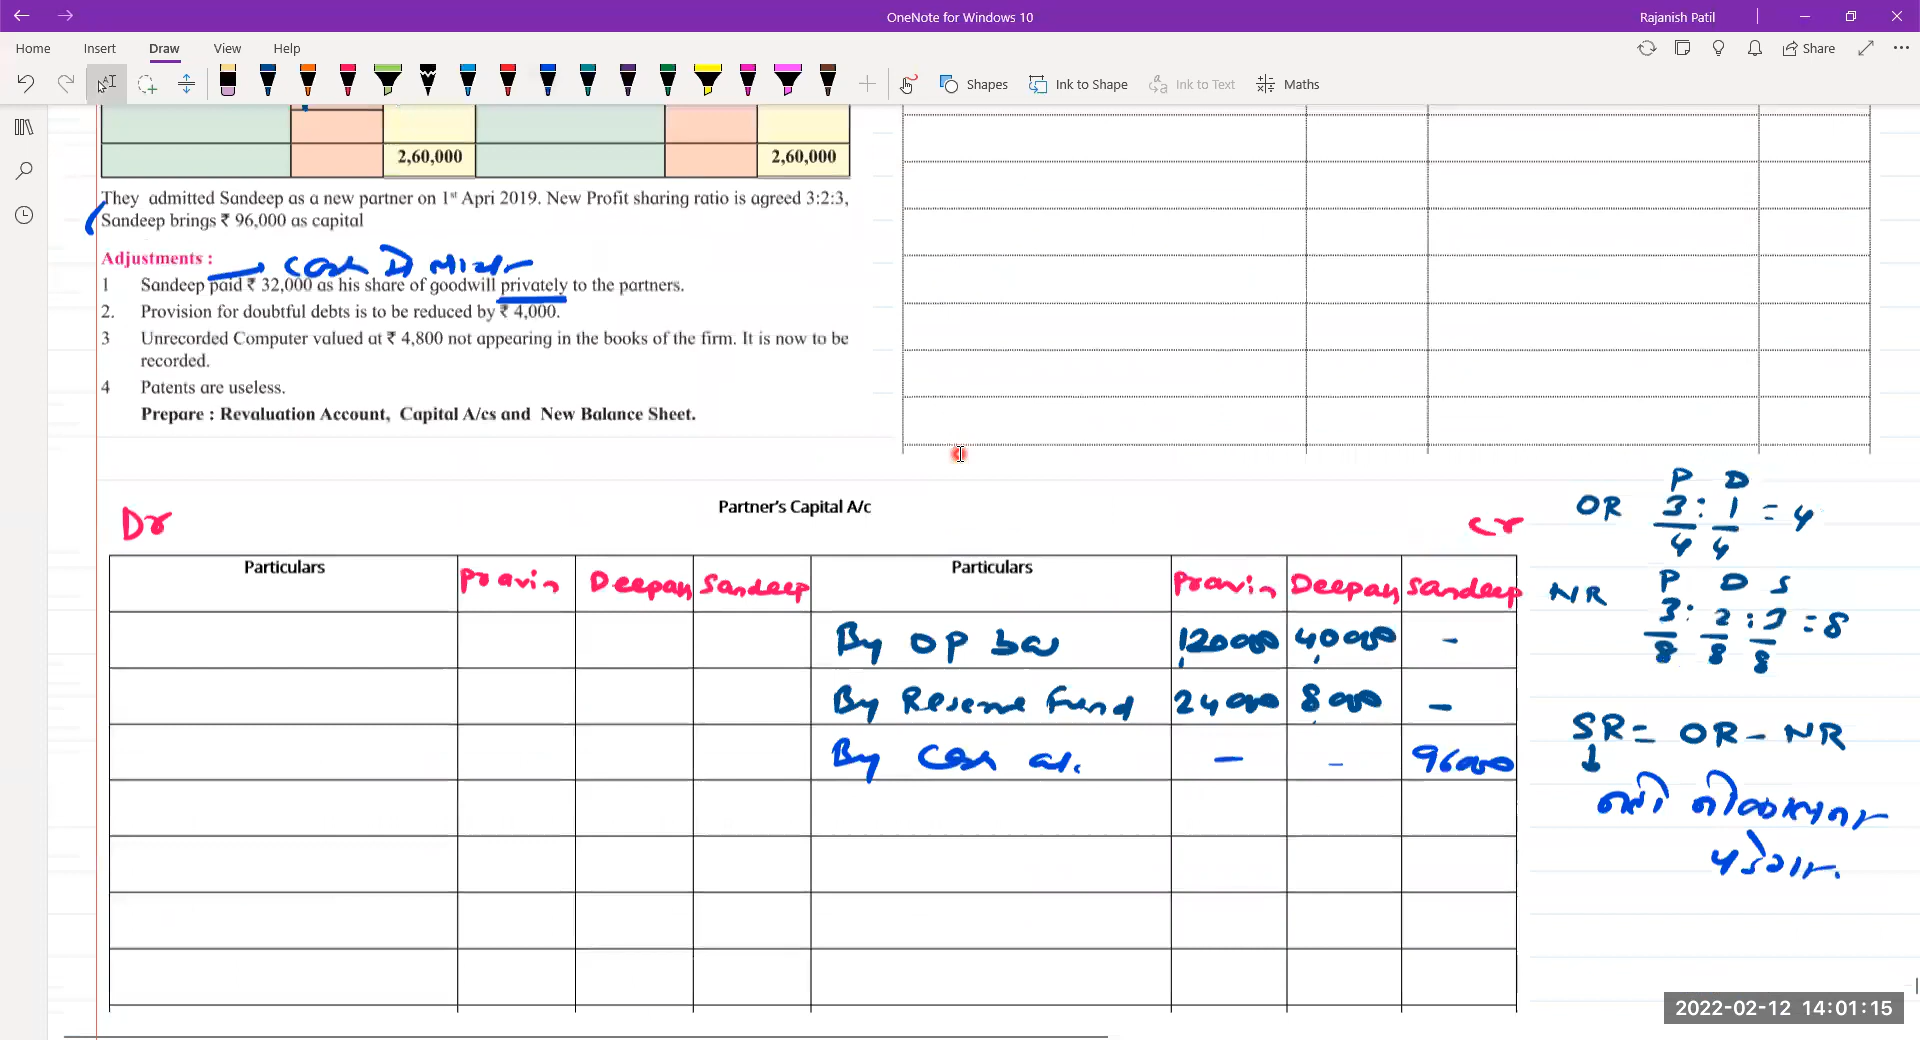 OneNote for Windows 10
Rajanish Patil
Home Insert Draw View Help
Share
Shapes Ink to Shape Ink to Text Maths
2,60,000 2,60,000
They admitted Sandeep as a new partner on 1st Apri 2019. New Profit sharing ratio is agreed 3:2:3,
Sandeep brings ₹ 96,000 as capital
Adjustments :
Cash
1 Sandeep paid ₹ 32,000 as his share of goodwill privately to the partners.
2. Provision for doubtful debts is to be reduced by ₹ 4,000.
3 Unrecorded Computer valued at ₹ 4,800 not appearing in the books of the firm. It is now to be
recorded.
4 Patents are useless.
Prepare : Revaluation Account, Capital A/cs and New Balance Sheet.
Partner's Capital A/c
Dr Cr
Particulars Pravin Deepan Sandeep Particulars Pravin Deepan Sandeep
By OP bal 120000 40000 -
By Reserve Fund 24000 8000 -
By Cash a/c. - - 96000
P D
OR 3 : 1 = 4
4 4
P D S
NR 3 : 2 : 3 = 8
8 8 8
SR = OR - NR
2022-02-12 14:01:15